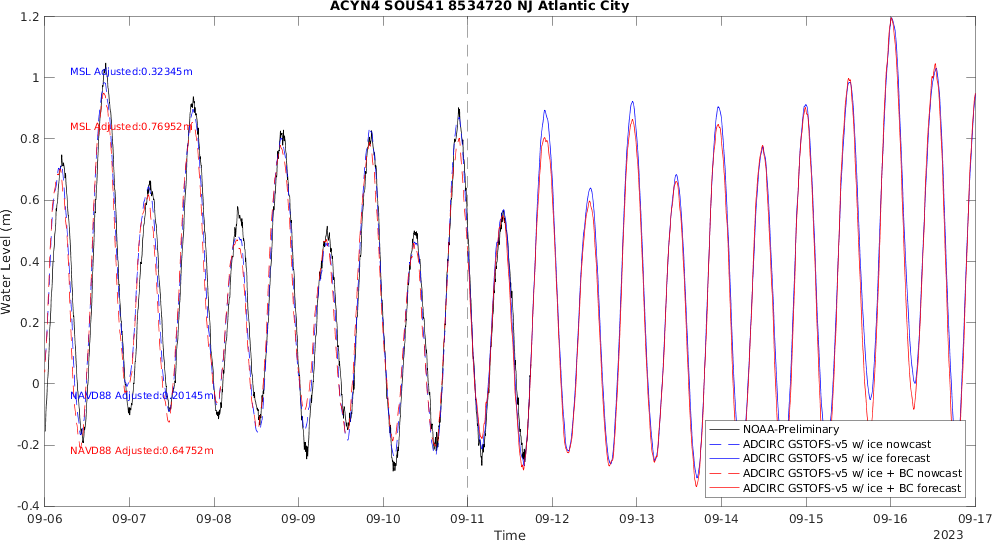 ACYN4 SOUS41 8534720 NJ Atlantic City
1.2
1
0.8
0.6
0.4
0.2
0
-0.2
-0.4
Water Level (m)
MSL Adjusted:0.32345m
MSL Adjusted:0.76952m
NAVD88 Adjusted:0.20145m
NAVD88 Adjusted:0.64752m
NOAA-Preliminary
ADCIRC GSTOFS-v5 w/ ice nowcast
ADCIRC GSTOFS-v5 w/ ice forecast
ADCIRC GSTOFS-v5 w/ ice + BC nowcast
ADCIRC GSTOFS-v5 w/ ice + BC forecast
09-06 09-07 09-08 09-09 09-10 09-11 09-12 09-13 09-14 09-15 09-16 09-17
Time
2023